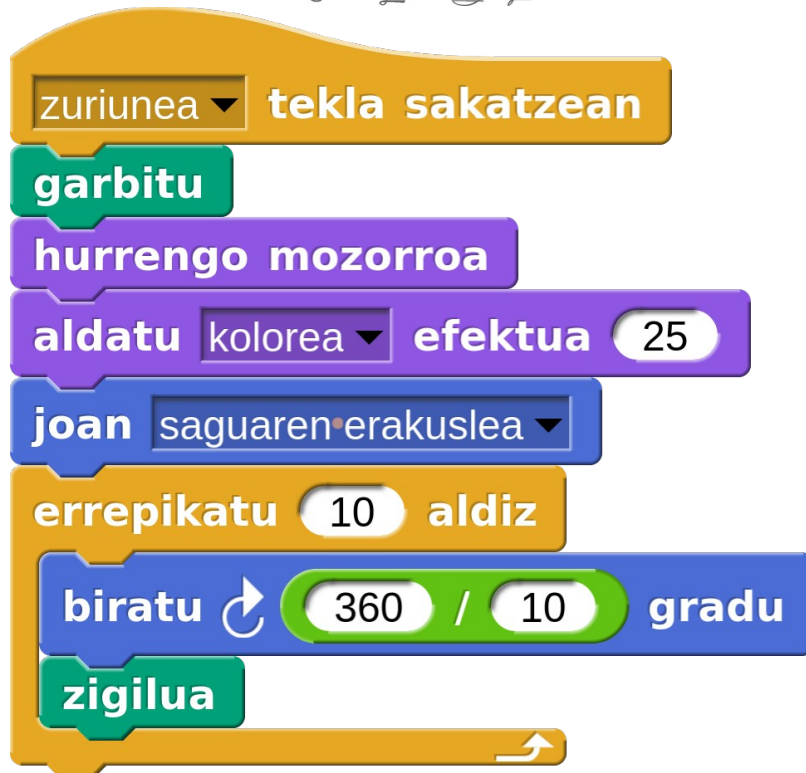 zuriunea tekla sakatzean
garbitu
hurrengo mozorroa
aldatu kolorea efektua 25
joan saguaren•erakuslea
errepikatu 10 aldiz
biratu 360 / 10 gradu
zigilua